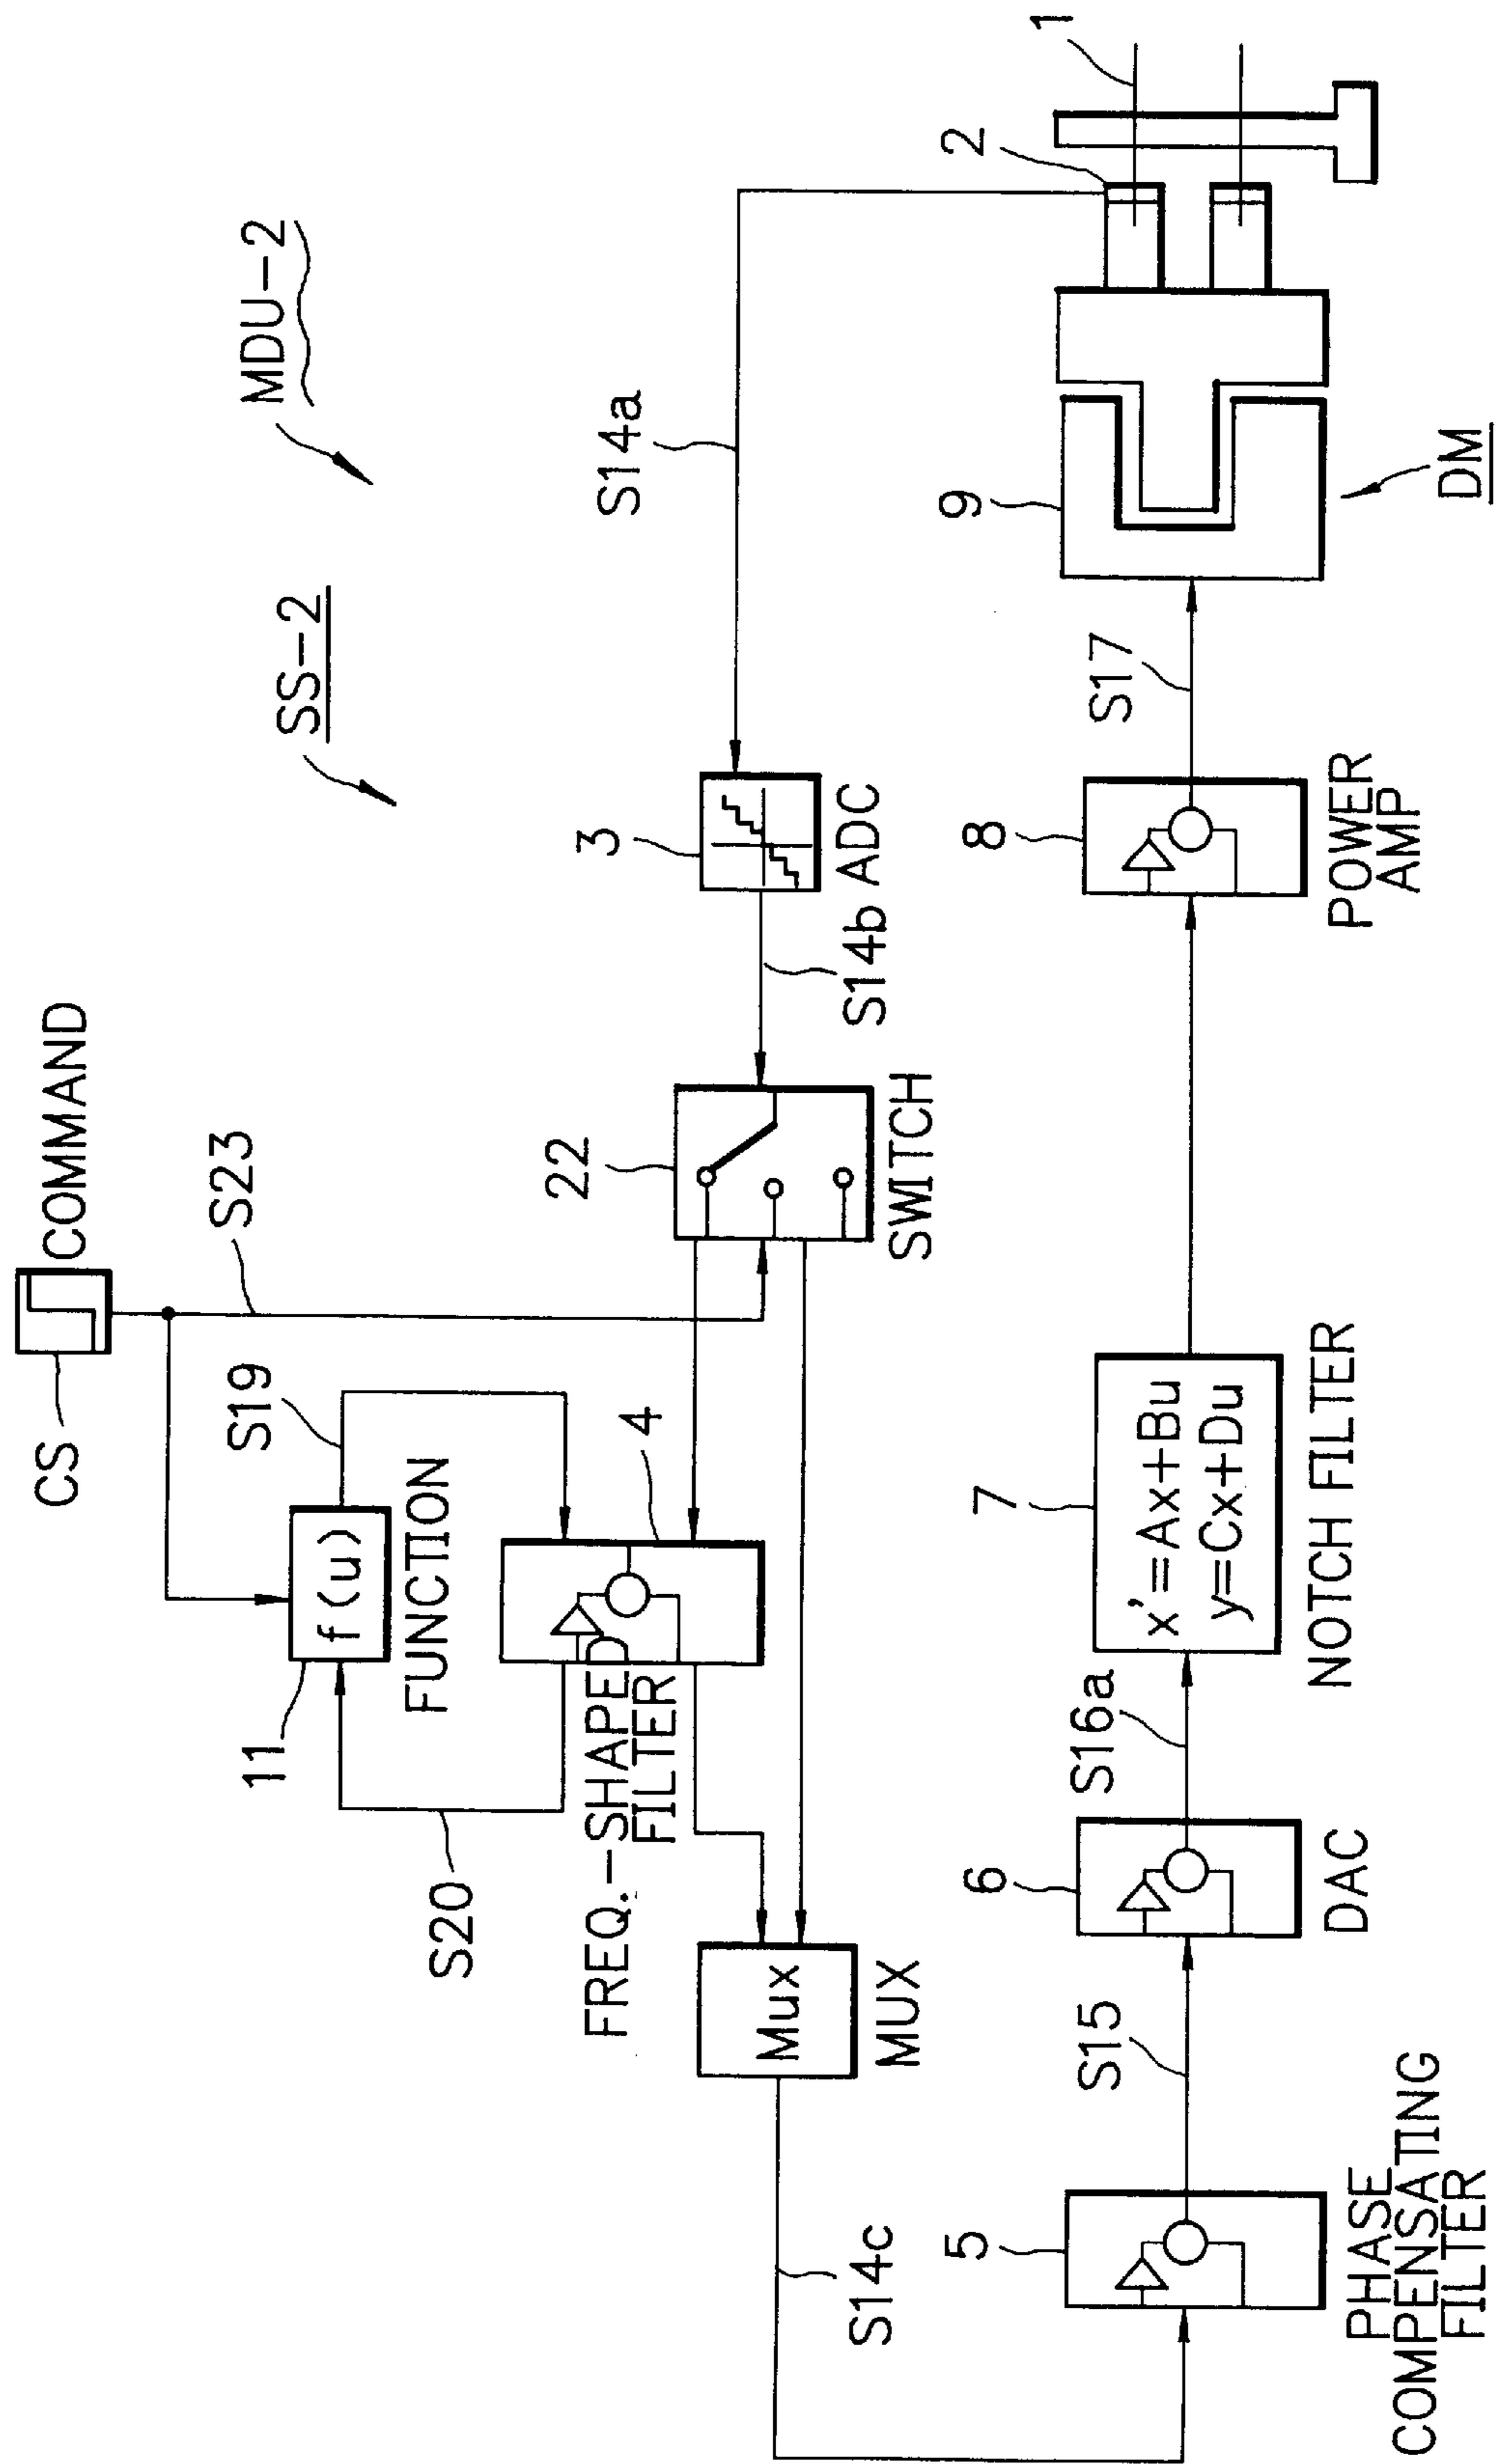 CS
COMMAND
S23
S19
MDU-2
SS-2
11
f(u)
FUNCTION
S20
4
FREQ.-SHAPED
FILTER
22
SWITCH
S14b
3
ADC
S14a
Mux
MUX
S14c
5
PHASE
COMPENSATING
FILTER
S15
6
DAC
S16a
7
x'=Ax+Bu
y=Cx+Du
NOTCH FILTER
8
POWER
AMP
S17
9
2
1
DM